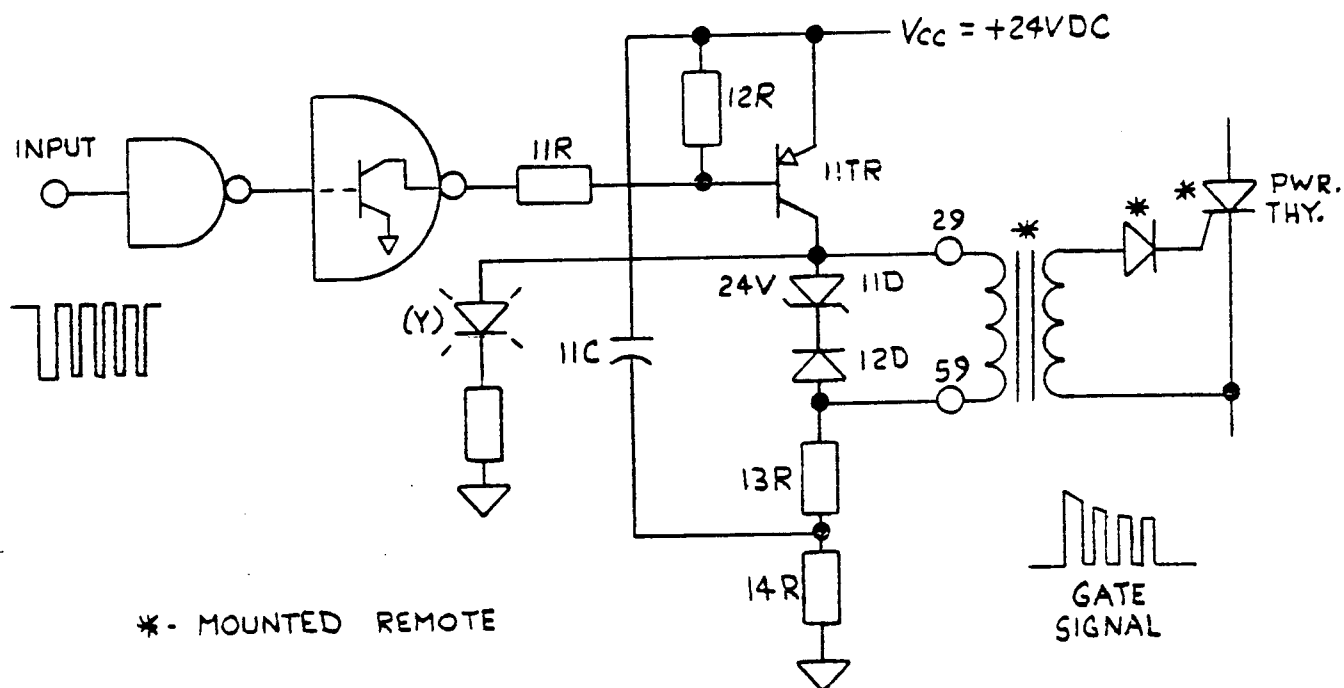 Vcc = +24VDC
12R
INPUT
11R
11TR
*
*
PWR.
THY.
29
*
24V
11D
(Y)
11C
12D
59
13R
14R
GATE
SIGNAL
*- MOUNTED REMOTE